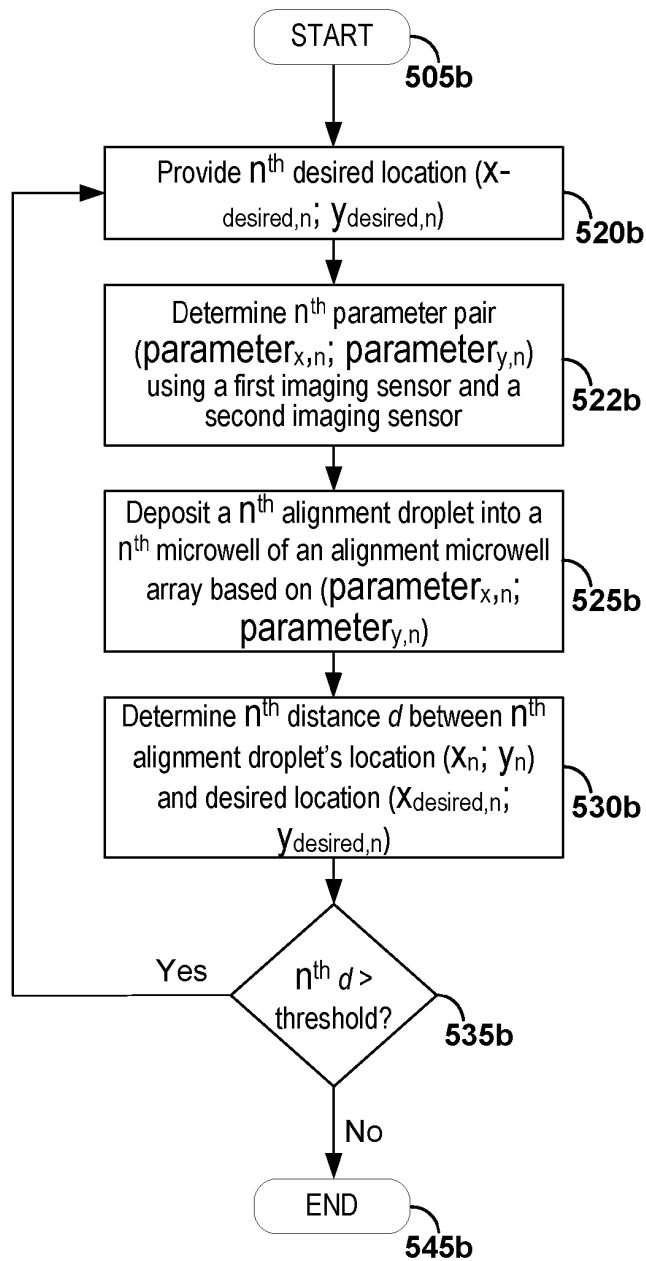 START
505b
Provide nth desired location (x-
desired,n; ydesired,n)
520b
Determine nth parameter pair
(parameterx,n; parametery,n)
using a first imaging sensor and a
second imaging sensor
522b
Deposit a nth alignment droplet into a
nth microwell of an alignment microwell
array based on (parameterx,n;
parametery,n)
525b
Determine nth distance d between nth
alignment droplet's location (xn; yn)
and desired location (xdesired,n;
ydesired,n)
530b
Yes
nth d >
threshold?
535b
No
END
545b